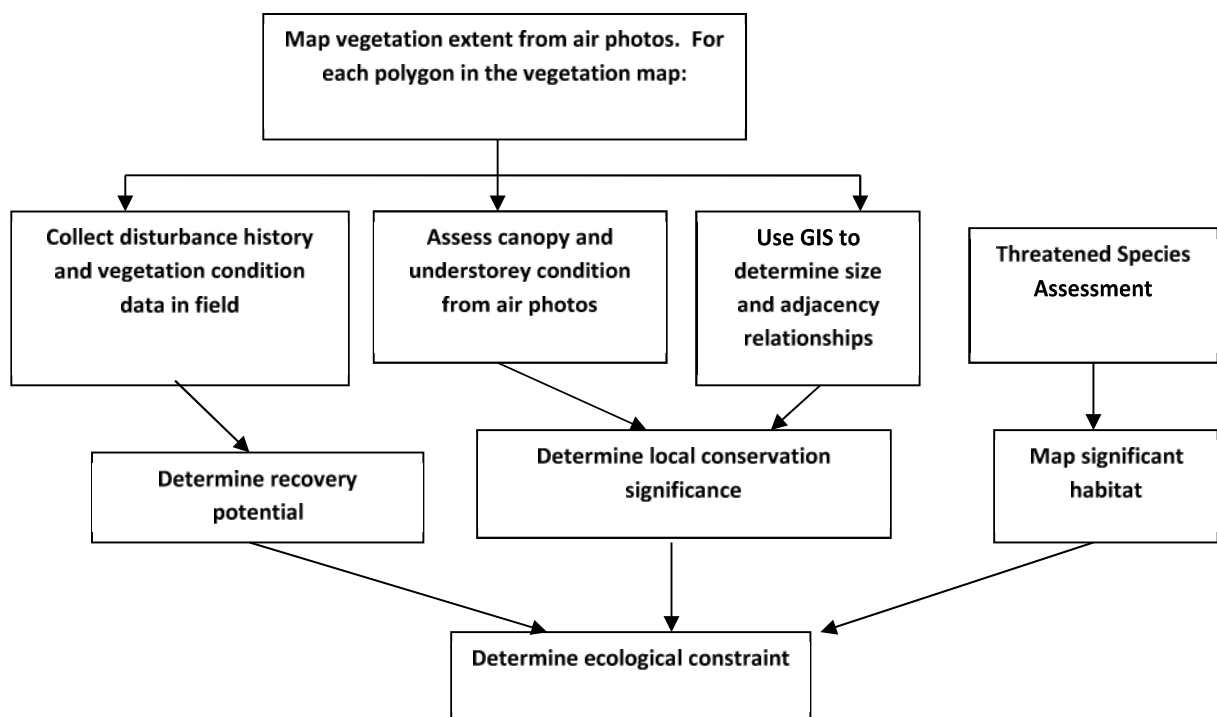 Map vegetation extent from air photos.  For
each polygon in the vegetation map:
Collect disturbance history
and vegetation condition
data in field
Assess canopy and
understorey condition
from air photos
Use GIS to
determine size
and adjacency
relationships
Threatened Species
Assessment
Determine recovery
potential
Determine local conservation
significance
Map significant
habitat
Determine ecological constraint